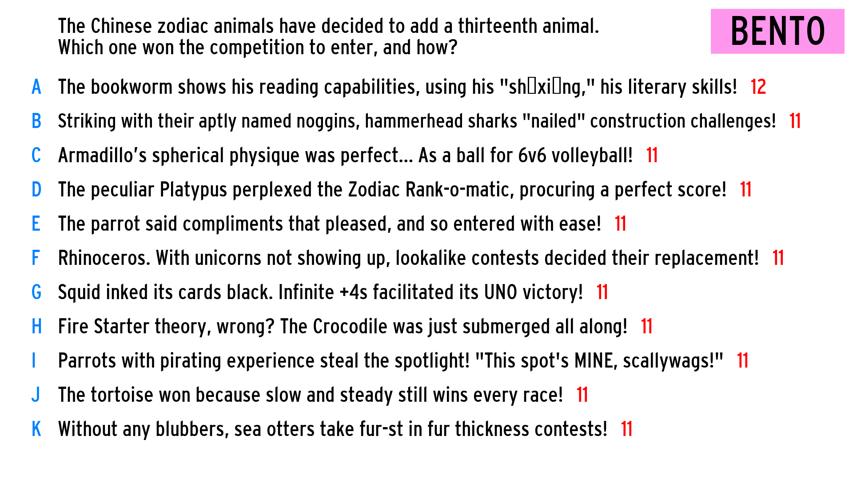 The Chinese zodiac animals have decided to add a thirteenth animal.
Which one won the competition to enter, and how?
BENTO
A The bookworm shows his reading capabilities, using his "sh▯xi▯ng," his literary skills! 12
B Striking with their aptly named noggins, hammerhead sharks "nailed" construction challenges! 11
C Armadillo's spherical physique was perfect... As a ball for 6v6 volleyball! 11
D The peculiar Platypus perplexed the Zodiac Rank-o-matic, procuring a perfect score! 11
E The parrot said compliments that pleased, and so entered with ease! 11
F Rhinoceros. With unicorns not showing up, lookalike contests decided their replacement! 11
G Squid inked its cards black. Infinite +4s facilitated its UNO victory! 11
H Fire Starter theory, wrong? The Crocodile was just submerged all along! 11
I Parrots with pirating experience steal the spotlight! "This spot's MINE, scallywags!" 11
J The tortoise won because slow and steady still wins every race! 11
K Without any blubbers, sea otters take fur-st in fur thickness contests! 11